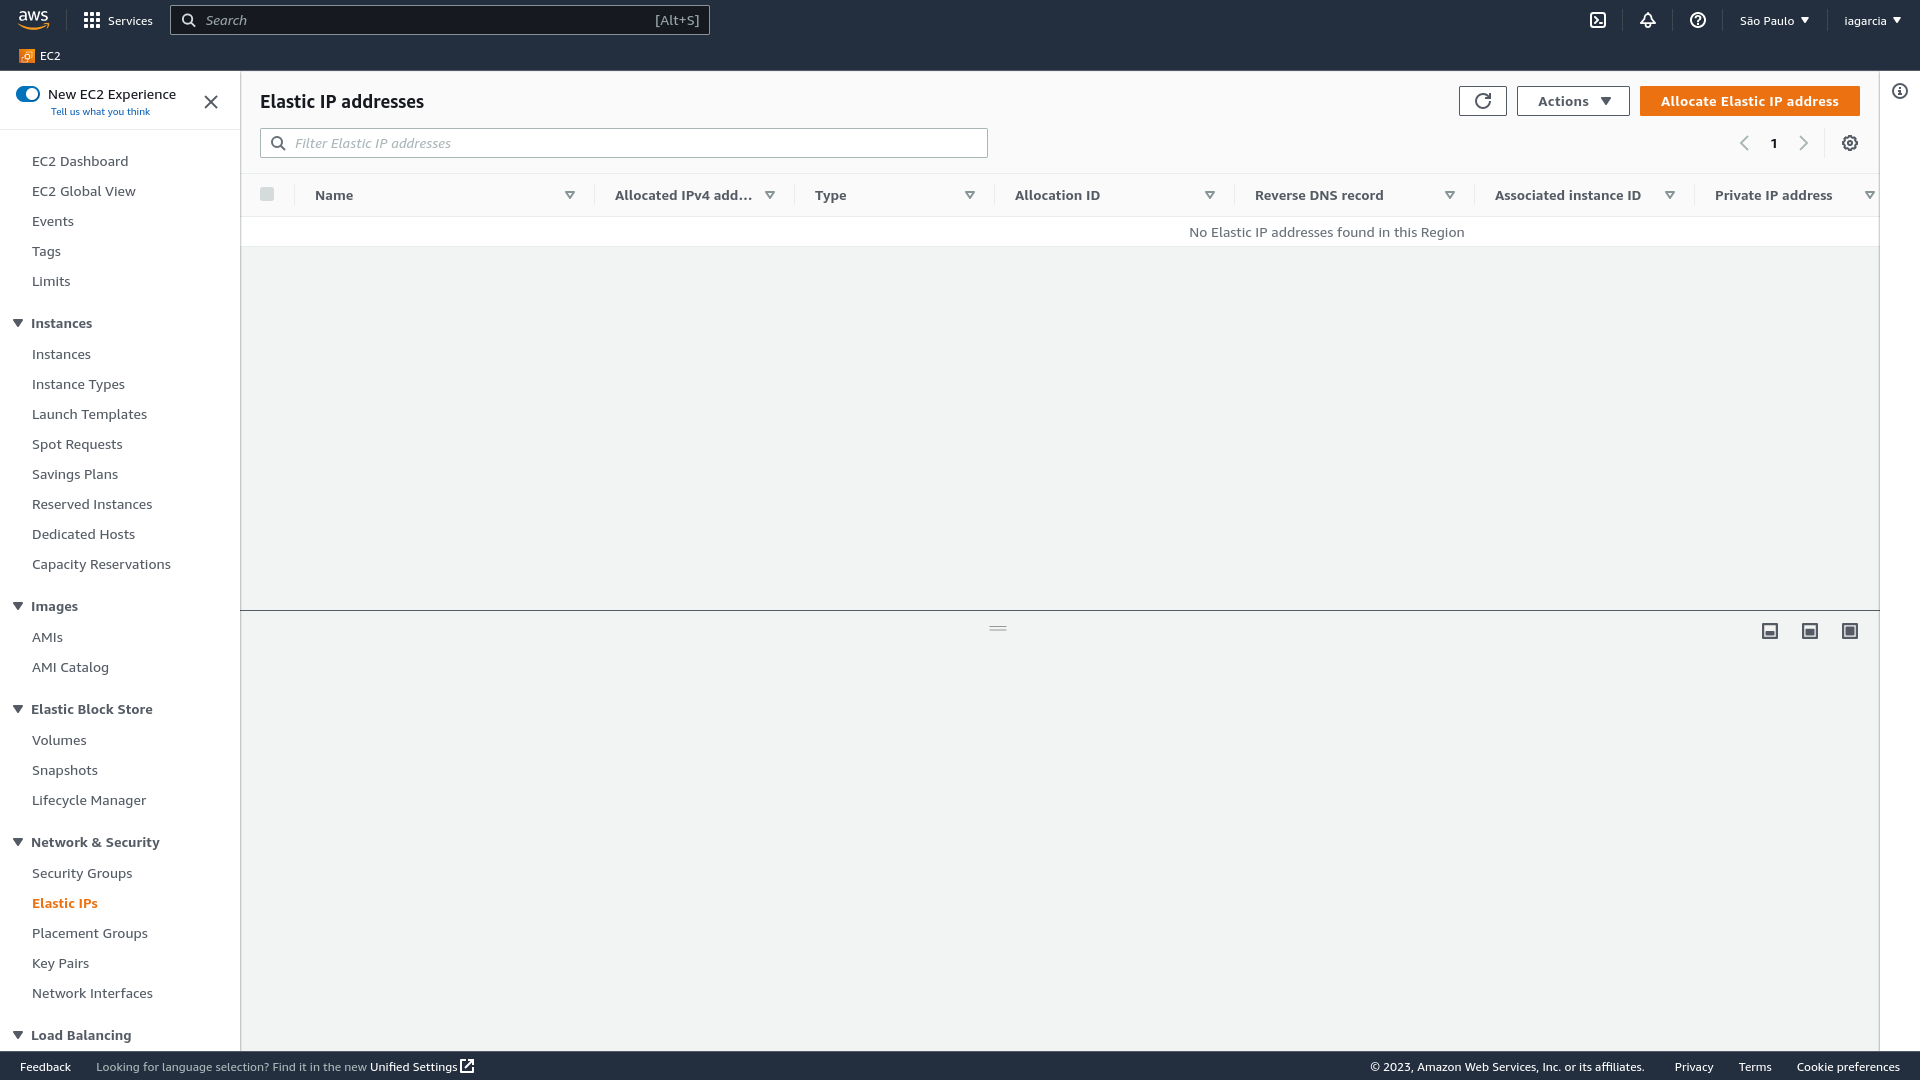 aws
Services
Search
[Alt+S]
São Paulo
iagarcia
EC2
New EC2 Experience
Tell us what you think
EC2 Dashboard
EC2 Global View
Events
Tags
Limits
Instances
Instances
Instance Types
Launch Templates
Spot Requests
Savings Plans
Reserved Instances
Dedicated Hosts
Capacity Reservations
Images
AMIs
AMI Catalog
Elastic Block Store
Volumes
Snapshots
Lifecycle Manager
Network & Security
Security Groups
Elastic IPs
Placement Groups
Key Pairs
Network Interfaces
Load Balancing
Elastic IP addresses
Actions
Allocate Elastic IP address
Filter Elastic IP addresses
1
Name
Allocated IPv4 add...
Type
Allocation ID
Reverse DNS record
Associated instance ID
Private IP address
No Elastic IP addresses found in this Region
Feedback
Looking for language selection? Find it in the new Unified Settings
© 2023, Amazon Web Services, Inc. or its affiliates.
Privacy
Terms
Cookie preferences